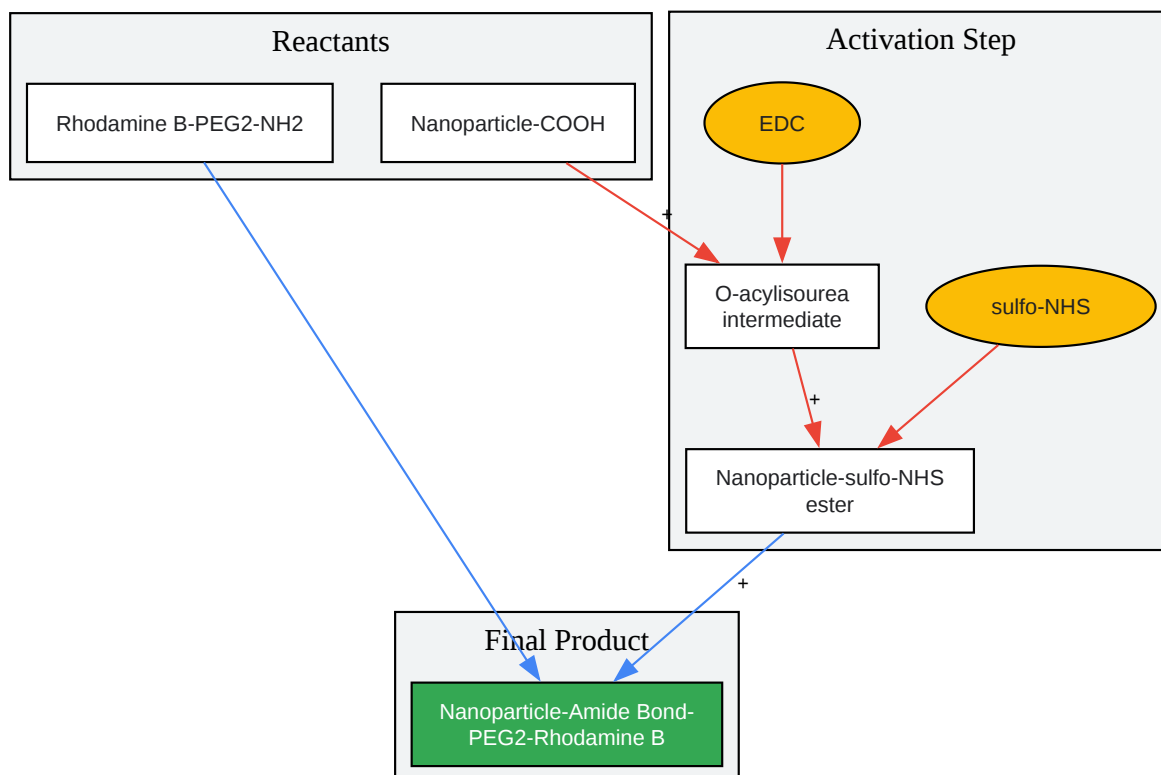 Reactants
Rhodamine B-PEG2-NH2
Nanoparticle-COOH
Activation Step
EDC
+
O-acylisourea
intermediate
sulfo-NHS
+
Nanoparticle-sulfo-NHS
ester
+
Final Product
Nanoparticle-Amide Bond-
PEG2-Rhodamine B